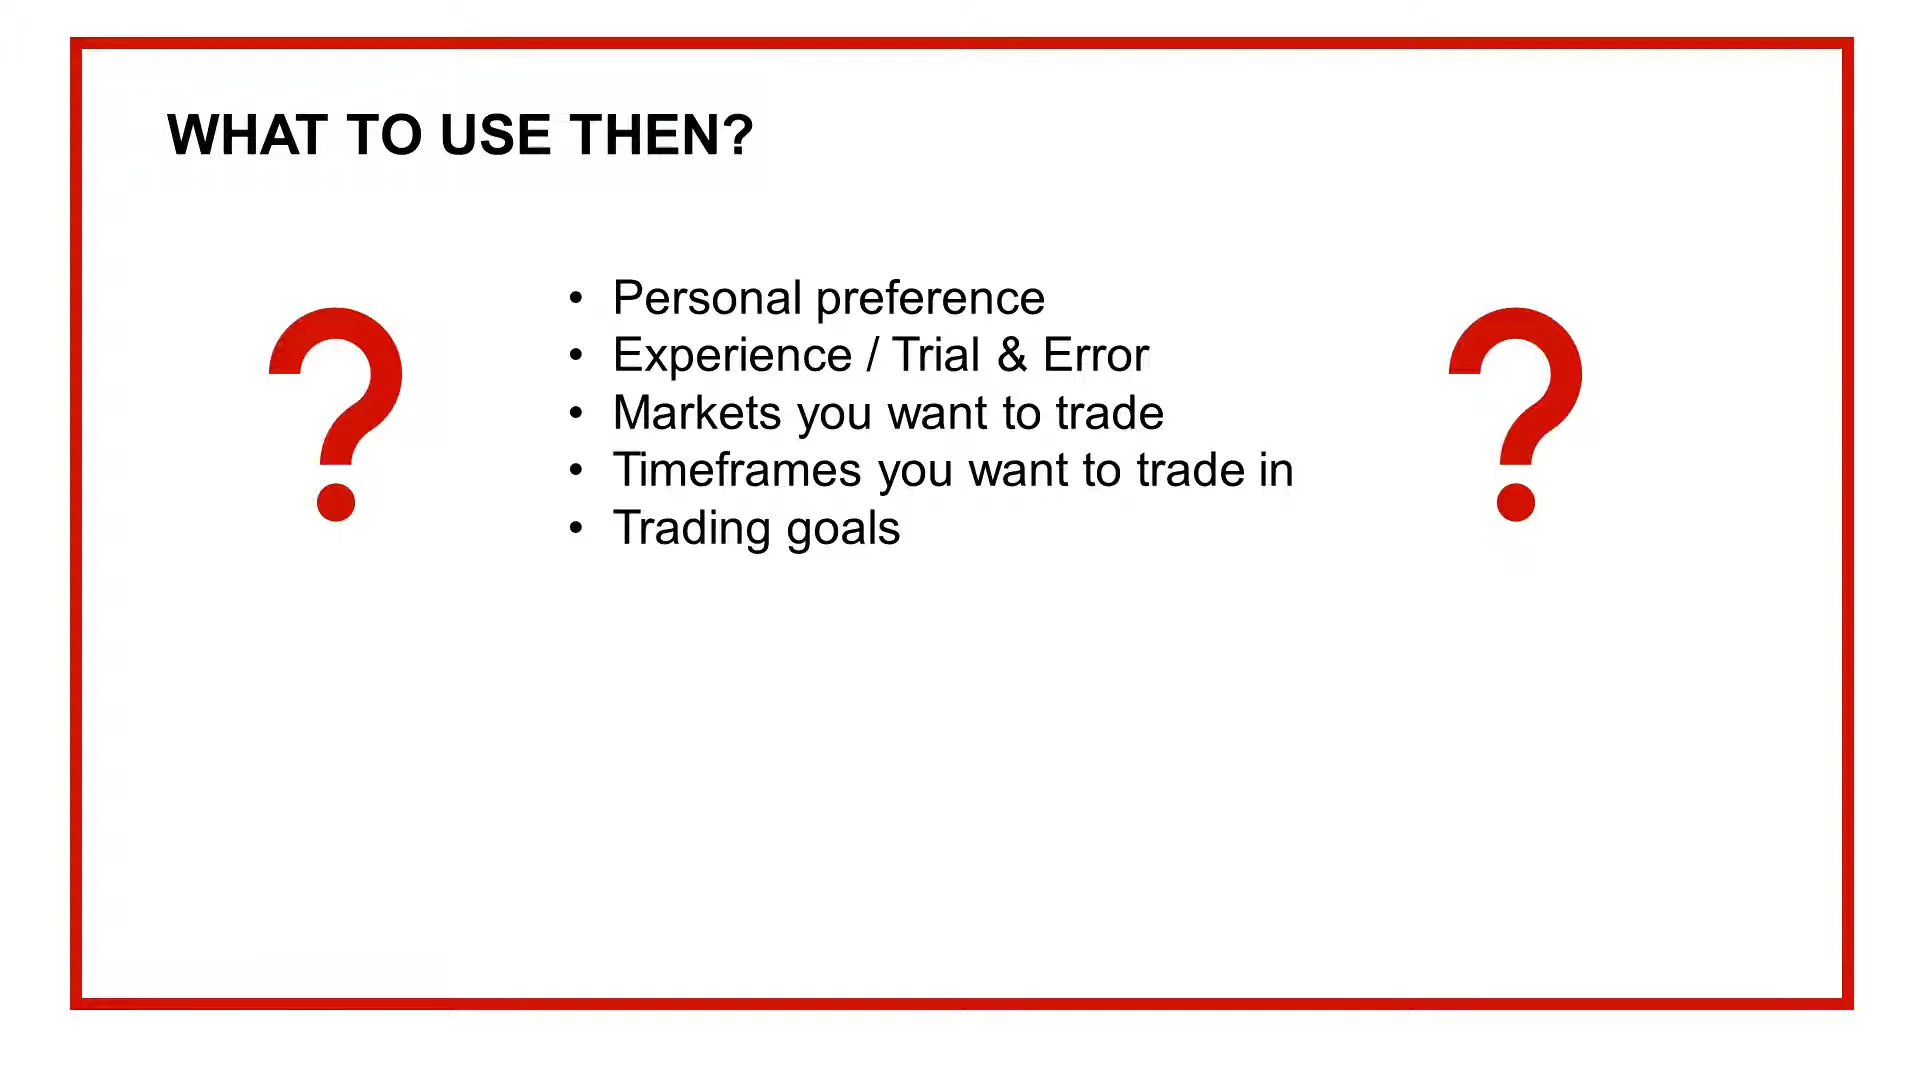 WHAT TO USE THEN?
• Personal preference
• Experience / Trial & Error
• Markets you want to trade
• Timeframes you want to trade in
• Trading goals
? ?